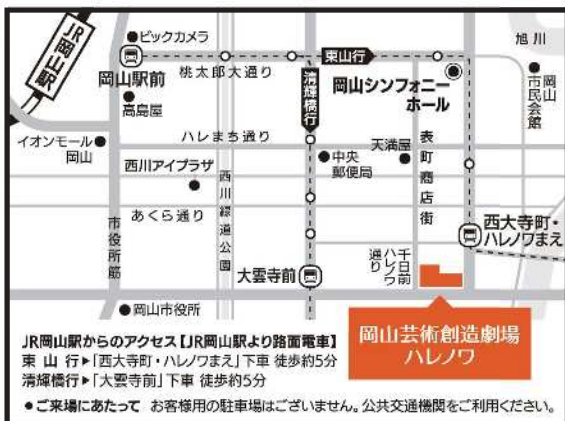 JR岡山駅
ビックカメラ
岡山駅前
高島屋
桃太郎大通り
東山行
清輝橋行
岡山シンフォニー
ホール
旭川
岡山
市民会館
イオンモール
岡山
ハレまち通り
西川アイプラザ
あくら通り
市役所筋
西川緑道公園
中央
郵便局
天満屋
表町商店街
西大寺町・
ハレノワまえ
千日前
ハレノワ
通り
大雲寺前
岡山市役所
岡山芸術創造劇場
ハレノワ
JR岡山駅からのアクセス【JR岡山駅より路面電車】
東山行▶「西大寺町・ハレノワまえ」下車 徒歩約5分
清輝橋行▶「大雲寺前」下車 徒歩約5分
●ご来場にあたって お客様用の駐車場はございません。公共交通機関をご利用ください。